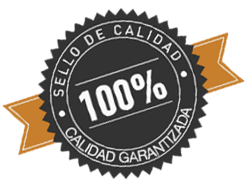 SELLO DE CALIDAD
100%
CALIDAD GARANTIZADA